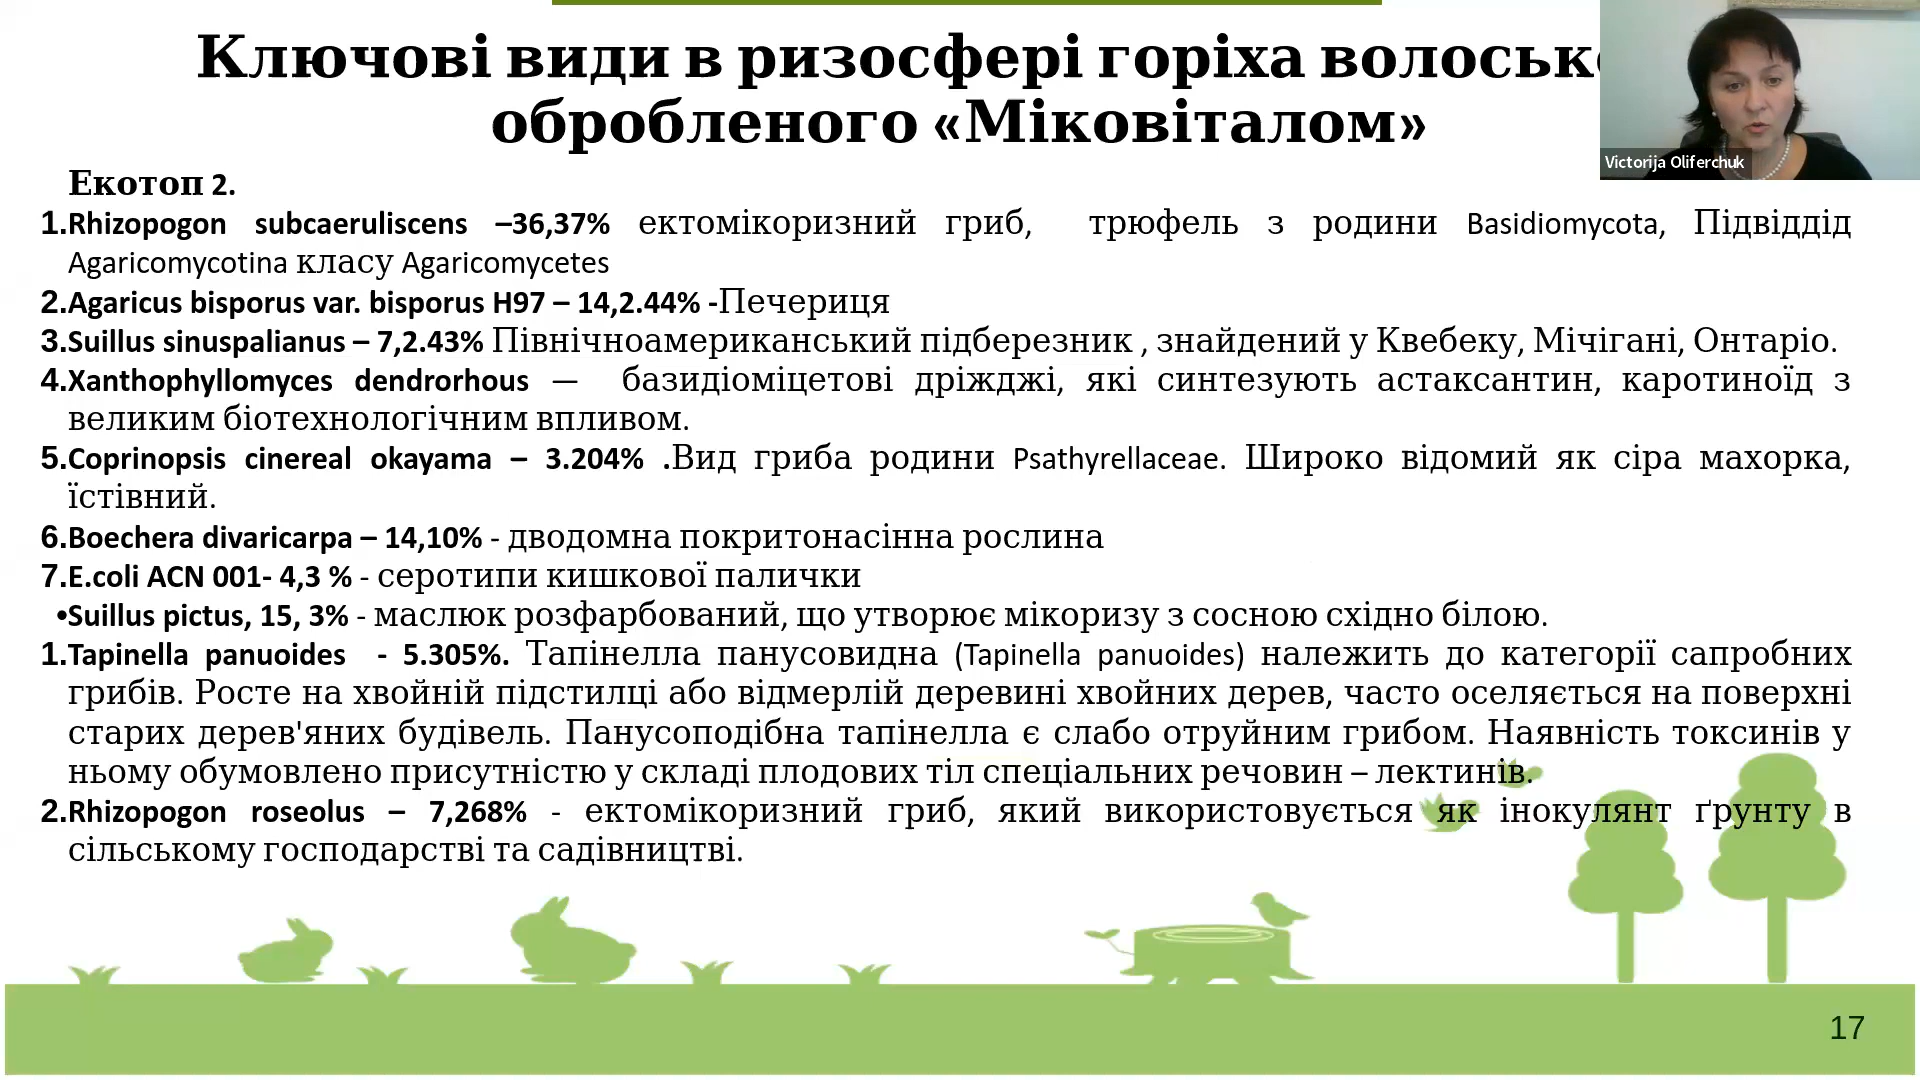 Ключові види в ризосфері горіха волоськ
обробленого «Міковіталом»
Victorija Oliferchuk
Екотоп 2.
1.Rhizopogon subcaeruliscens –36,37% ектомікоризний гриб, трюфель з родини Basidiomycota, Підвіддід
Agaricomycotina класу Agaricomycetes
2.Agaricus bisporus var. bisporus H97 – 14,2.44% -Печериця
3.Suillus sinuspalianus – 7,2.43% Північноамериканський підберезник , знайдений у Квебеку, Мічігані, Онтаріо.
4.Xanthophyllomyces dendrorhous — базидіоміцетові дріжджі, які синтезують астаксантин, каротиноїд з
великим біотехнологічним впливом.
5.Coprinopsis cinereal okayama – 3.204% .Вид гриба родини Psathyrellaceae. Широко відомий як сіра махорка,
їстівний.
6.Boechera divaricarpa – 14,10% - дводомна покритонасінна рослина
7.E.coli ACN 001- 4,3 % - серотипи кишкової палички
•Suillus pictus, 15, 3% - маслюк розфарбований, що утворює мікоризу з сосною східно білою.
1.Tapinella panuoides - 5.305%. Тапінелла панусовидна (Tapinella panuoides) належить до категорії сапробних
грибів. Росте на хвойній підстилці або відмерлій деревині хвойних дерев, часто оселяється на поверхні
старих дерев'яних будівель. Панусоподібна тапінелла є слабо отруйним грибом. Наявність токсинів у
ньому обумовлено присутністю у складі плодових тіл спеціальних речовин – лектинів.
2.Rhizopogon roseolus – 7,268% - ектомікоризний гриб, який використовується як інокулянт ґрунту в
сільському господарстві та садівництві.
17